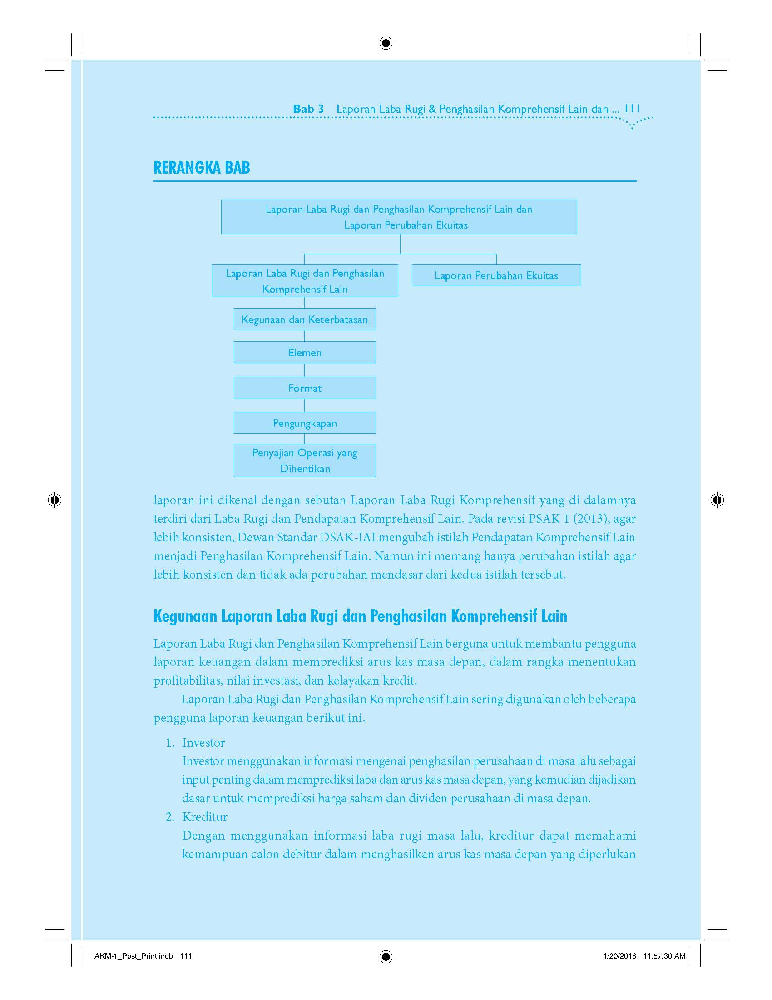 Bab 3 Laporan Laba Rugi & Penghasilan Komprehensif Lain dan ... 111
RERANGKA BAB
Laporan Laba Rugi dan Penghasilan Komprehensif Lain dan
Laporan Perubahan Ekuitas
Laporan Laba Rugi dan Penghasilan
Komprehensif Lain
Laporan Perubahan Ekuitas
Kegunaan dan Keterbatasan
Elemen
Format
Pengungkapan
Penyajian Operasi yang
Dihentikan
laporan ini dikenal dengan sebutan Laporan Laba Rugi Komprehensif yang di dalamnya
terdiri dari Laba Rugi dan Pendapatan Komprehensif Lain. Pada revisi PSAK 1 (2013), agar
lebih konsisten, Dewan Standar DSAK-IAI mengubah istilah Pendapatan Komprehensif Lain
menjadi Penghasilan Komprehensif Lain. Namun ini memang hanya perubahan istilah agar
lebih konsisten dan tidak ada perubahan mendasar dari kedua istilah tersebut.
Kegunaan Laporan Laba Rugi dan Penghasilan Komprehensif Lain
Laporan Laba Rugi dan Penghasilan Komprehensif Lain berguna untuk membantu pengguna
laporan keuangan dalam memprediksi arus kas masa depan, dalam rangka menentukan
profitabilitas, nilai investasi, dan kelayakan kredit.
Laporan Laba Rugi dan Penghasilan Komprehensif Lain sering digunakan oleh beberapa
pengguna laporan keuangan berikut ini.
1. Investor
Investor menggunakan informasi mengenai penghasilan perusahaan di masa lalu sebagai
input penting dalam memprediksi laba dan arus kas masa depan, yang kemudian dijadikan
dasar untuk memprediksi harga saham dan dividen perusahaan di masa depan.
2. Kreditur
Dengan menggunakan informasi laba rugi masa lalu, kreditur dapat memahami
kemampuan calon debitur dalam menghasilkan arus kas masa depan yang diperlukan
AKM-1_Post_Print.indb 111
1/20/2016 11:57:30 AM